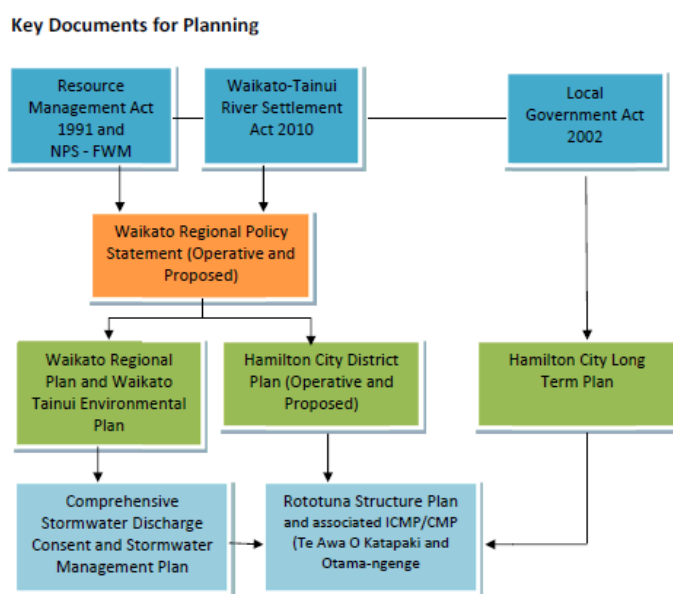 Key Documents for Planning
Resource
Management Act
1991 and
NPS - FWM
Waikato-Tainui
River Settlement
Act 2010
Local
Government Act
2002
Waikato Regional Policy
Statement (Operative and
Proposed)
Waikato Regional
Plan and Waikato
Tainui Environmental
Plan
Hamilton City District
Plan (Operative and
Proposed)
Hamilton City Long
Term Plan
Comprehensive
Stormwater Discharge
Consent and Stormwater
Management Plan
Rototuna Structure Plan
and associated ICMP/CMP
(Te Awa O Katapaki and
Otama-ngenge